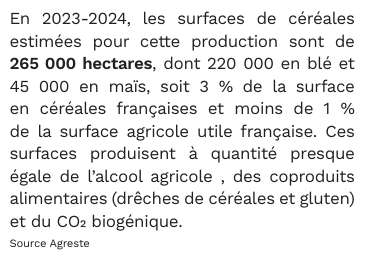 En 2023-2024, les surfaces de céréales
estimées pour cette production sont de
265 000 hectares, dont 220 000 en blé et
45 000 en maïs, soit 3 % de la surface
en céréales françaises et moins de 1 %
de la surface agricole utile française. Ces
surfaces produisent à quantité presque
égale de l’alcool agricole , des coproduits
alimentaires (drêches de céréales et gluten)
et du CO₂ biogénique.
Source Agreste